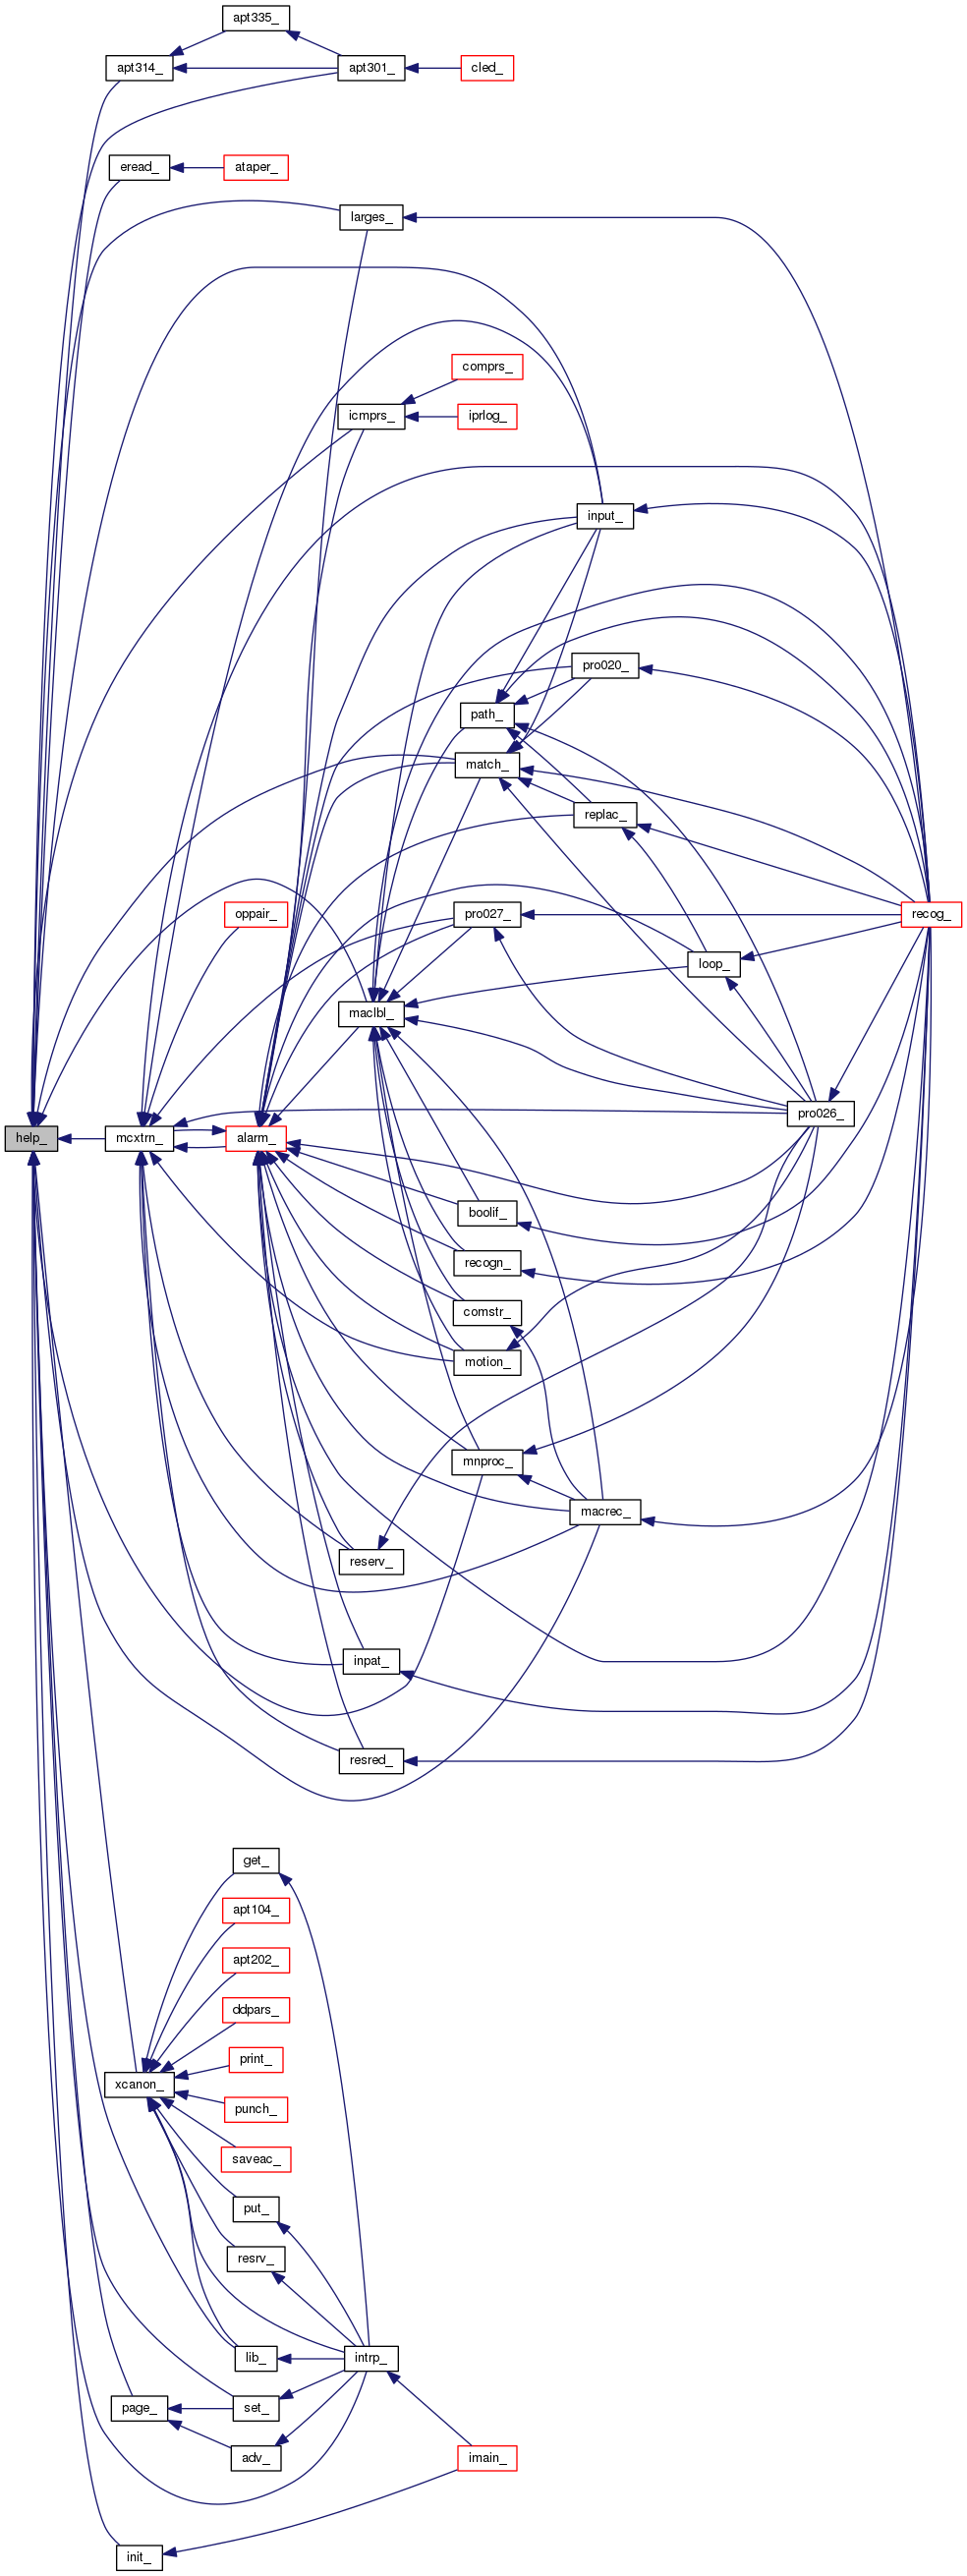 apt335_
apt314_
apt301_
cled_
eread_
ataper_
larges_
comprs_
icmprs_
iprlog_
input_
pro020_
path_
match_
replac_
oppair_
pro027_
recog_
loop_
maclbl_
pro026_
help_
mcxtrn_
alarm_
boolif_
recogn_
comstr_
motion_
mnproc_
macrec_
reserv_
inpat_
resred_
get_
apt104_
apt202_
ddpars_
print_
xcanon_
punch_
saveac_
put_
resrv_
lib_
intrp_
page_
set_
adv_
imain_
init_